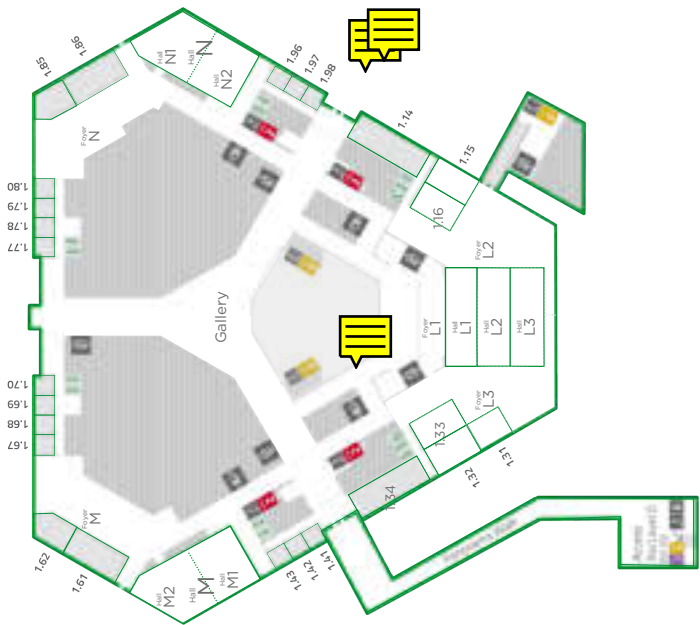 1.85
1.86
Hall
N1
N
Hall
N2
1.96
1.97
1.98
1.14
1.15
1.16
Foyer
N
1.80
1.79
1.78
1.77
Foyer
L2
Gallery
Foyer
L1
Hall
L1
Hall
L2
Hall
L3
1.70
1.69
1.68
1.67
Foyer
L3
1.33
1.31
1.32
1.34
Foyer
M
1.62
1.61
Hall
M2
Hall
M
Hall
M1
1.43
1.42
1.41